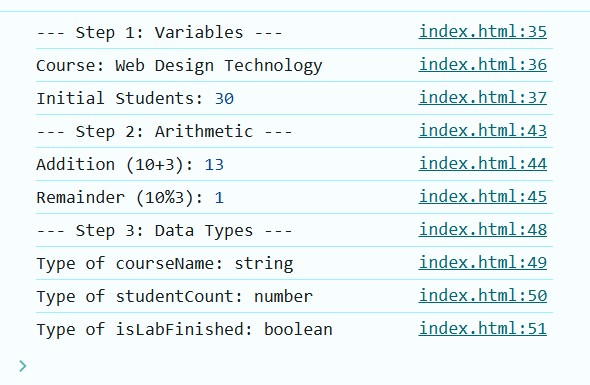 --- Step 1: Variables --- index.html:35
Course: Web Design Technology index.html:36
Initial Students: 30 index.html:37
--- Step 2: Arithmetic --- index.html:43
Addition (10+3): 13 index.html:44
Remainder (10%3): 1 index.html:45
--- Step 3: Data Types --- index.html:48
Type of courseName: string index.html:49
Type of studentCount: number index.html:50
Type of isLabFinished: boolean index.html:51